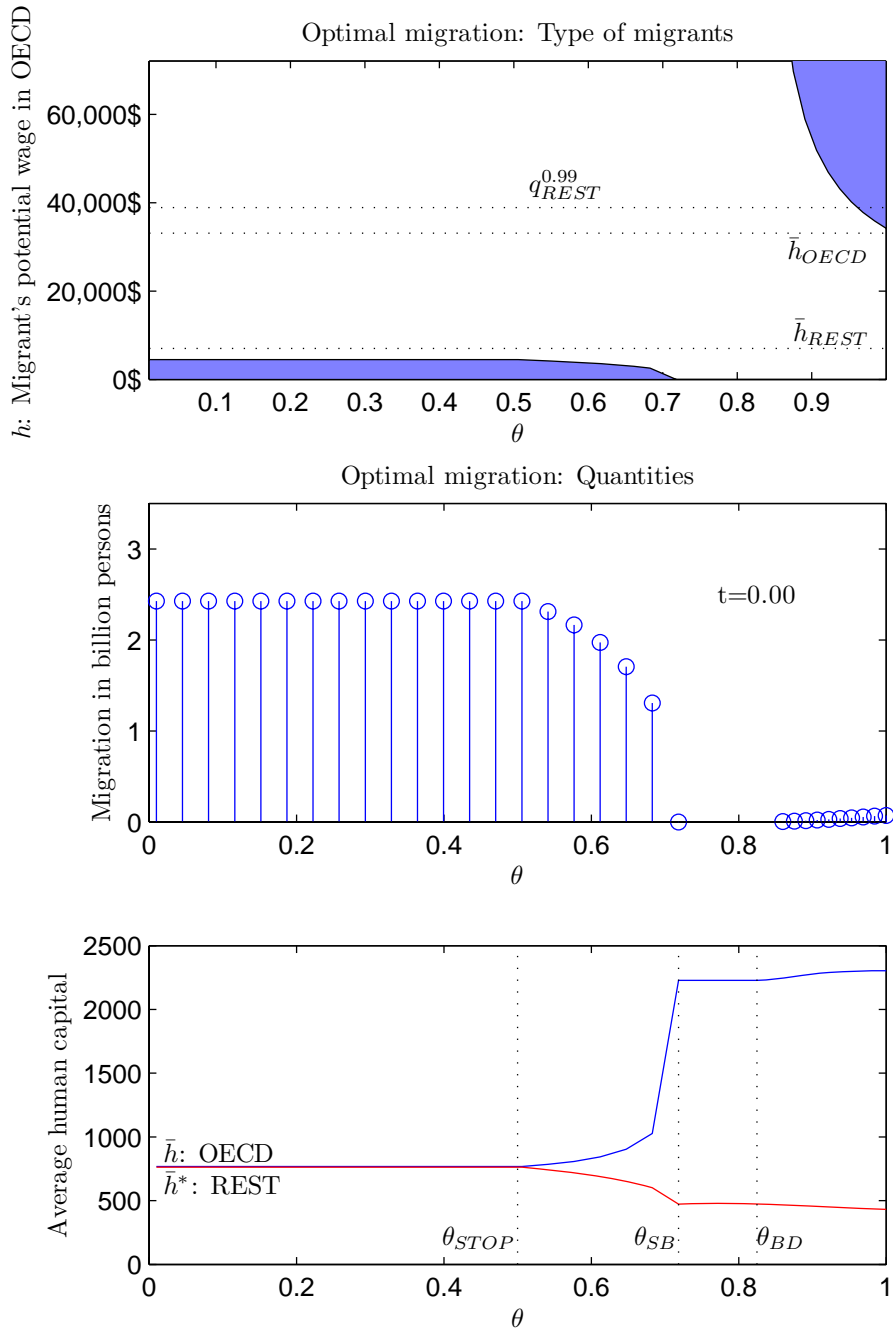 Optimal migration: Type of migrants
h: Migrant's potential wage in OECD
60,000$
40,000$
20,000$
0$
q_{REST}^{0.99}
h̄_{OECD}
h̄_{REST}
0.1 0.2 0.3 0.4 0.5 0.6 0.7 0.8 0.9
θ
Optimal migration: Quantities
Migration in billion persons
3
2
1
0
t=0.00
0 0.2 0.4 0.6 0.8 1
θ
Average human capital
2500
2000
1500
1000
500
0
h̄: OECD
h̄*: REST
θ_{STOP} θ_{SB} θ_{BD}
0 0.2 0.4 0.6 0.8 1
θ